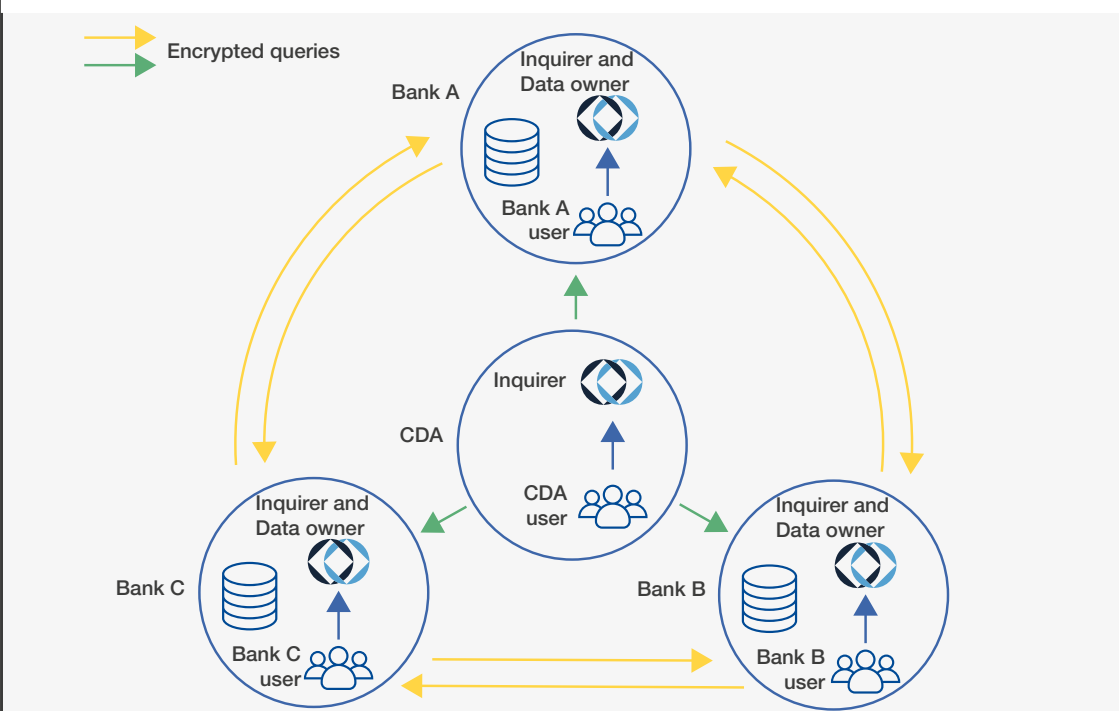 Encrypted queries
Bank A
Inquirer and
Data owner
Bank A
user
Inquirer
CDA
CDA
user
Inquirer and
Data owner
Bank C
Bank C
user
Inquirer and
Data owner
Bank B
Bank B
user